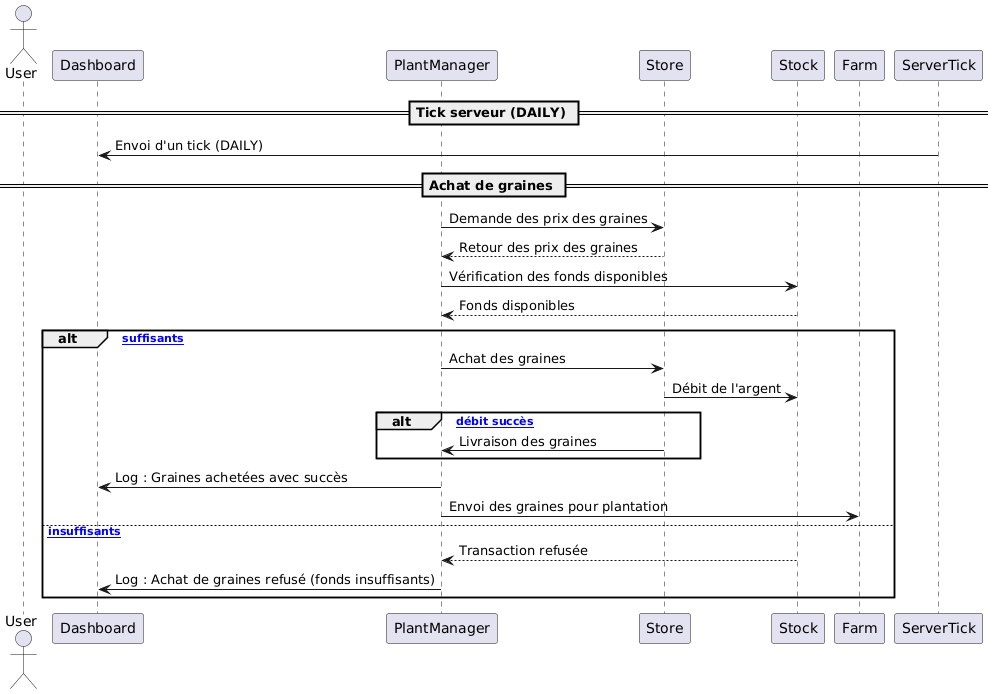 User
Dashboard
PlantManager
Store
Stock
Farm
ServerTick
Tick serveur (DAILY)
Envoi d'un tick (DAILY)
Achat de graines
Demande des prix des graines
Retour des prix des graines
Vérification des fonds disponibles
Fonds disponibles
alt
suffisants
Achat des graines
Débit de l'argent
alt
débit succès
Livraison des graines
Log : Graines achetées avec succès
Envoi des graines pour plantation
insuffisants
Transaction refusée
Log : Achat de graines refusé (fonds insuffisants)
User
Dashboard
PlantManager
Store
Stock
Farm
ServerTick